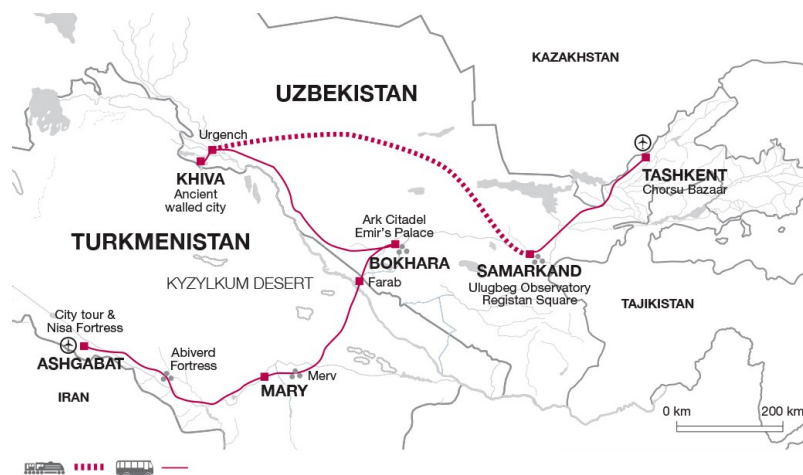 KAZAKHSTAN
UZBEKISTAN
Urgench
TASHKENT
Chorsu Bazaar
KHIVA
Ancient
walled city
Ark Citadel
Emir's Palace
BOKHARA
TURKMENISTAN
KYZYLKUM DESERT
Farab
SAMARKAND
Ulugbeg Observatory
Registan Square
TAJIKISTAN
City tour &
Nisa Fortress
ASHGABAT
Abiverd
Fortress
IRAN
MARY
Merv
0 km
200 km